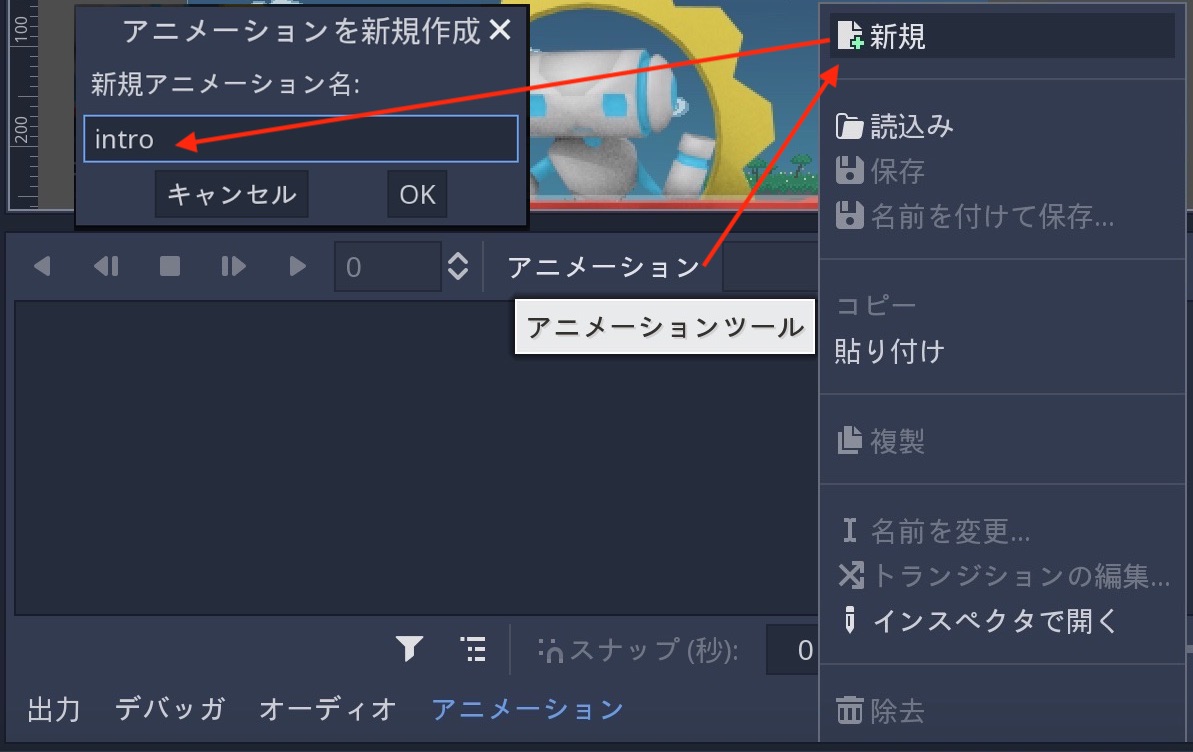 100
200
アニメーションを新規作成
新規アニメーション名:
intro
キャンセル
OK
新規
読込み
保存
名前を付けて保存...
コピー
貼り付け
複製
名前を変更...
トランジションの編集...
インスペクタで開く
除去
0
アニメーション
アニメーションツール
スナップ (秒):
0
出力
デバッガ
オーディオ
アニメーション